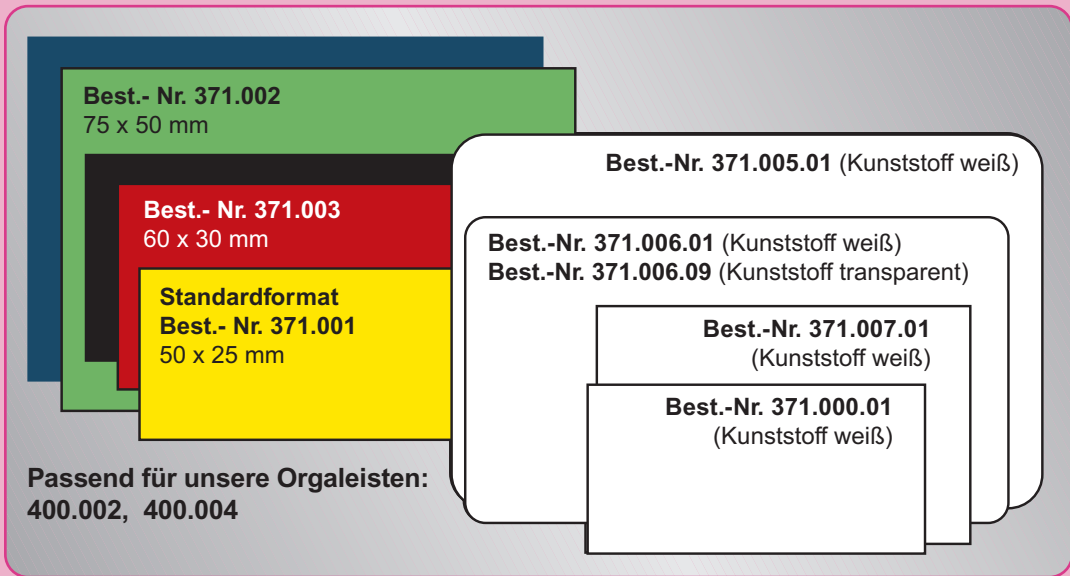 Best.- Nr. 371.002
75 x 50 mm
Best.- Nr. 371.003
60 x 30 mm
Standardformat
Best.- Nr. 371.001
50 x 25 mm
Passend für unsere Orgaleisten:
400.002, 400.004
Best.-Nr. 371.005.01 (Kunststoff weiß)
Best.-Nr. 371.006.01 (Kunststoff weiß)
Best.-Nr. 371.006.09 (Kunststoff transparent)
Best.-Nr. 371.007.01
(Kunststoff weiß)
Best.-Nr. 371.000.01
(Kunststoff weiß)